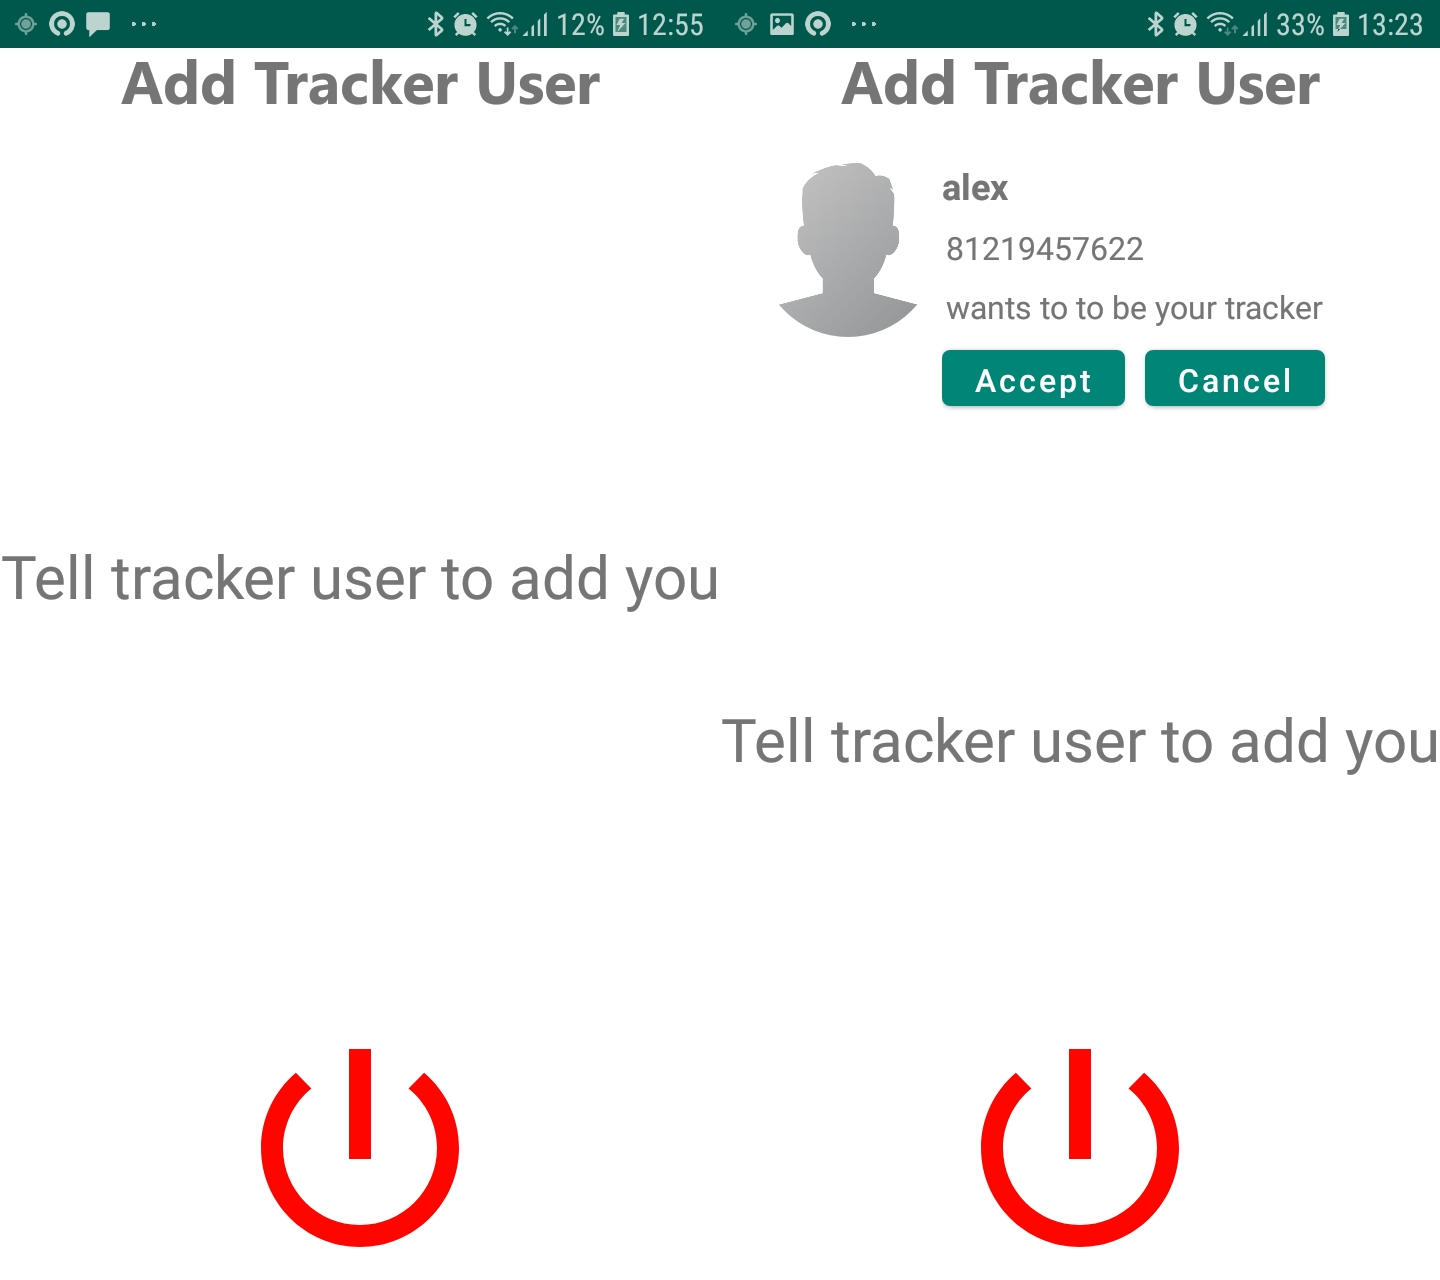 12% 12:55
Add Tracker User
Tell tracker user to add you
33% 13:23
Add Tracker User
alex
81219457622
wants to to be your tracker
Accept Cancel
Tell tracker user to add you